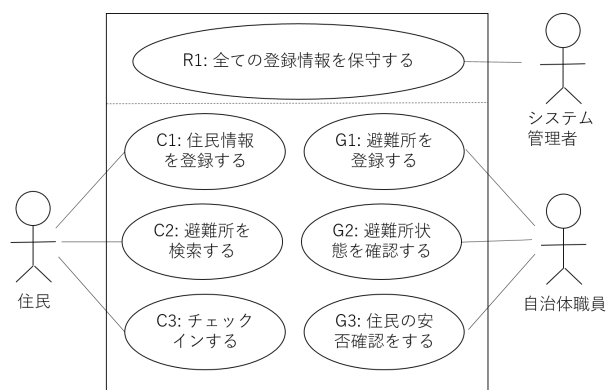 R1: 全ての登録情報を保守する
システム
管理者
C1: 住民情報
を登録する
G1: 避難所を
登録する
C2: 避難所を
検索する
G2: 避難所状
態を確認する
住民
自治体職員
C3: チェック
インする
G3: 住民の安
否確認をする